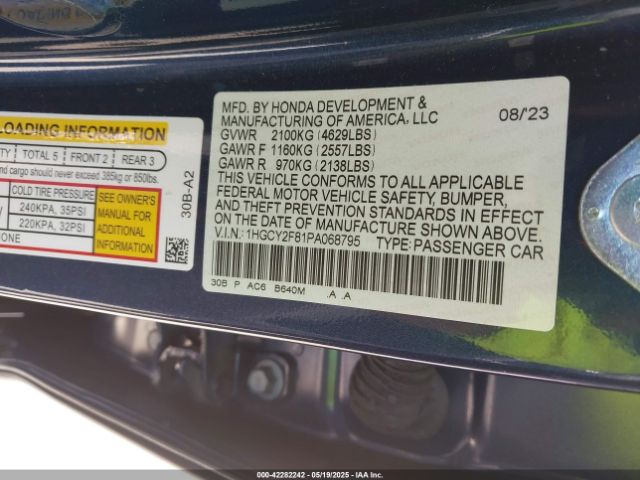 MFD. BY HONDA DEVELOPMENT &
MANUFACTURING OF AMERICA, LLC 08/'23
GVWR 2100KG (4629LBS)
GAWR F 1160KG (2557LBS)
GAWR R 970KG (2138LBS)
THIS VEHICLE CONFORMS TO ALL APPLICABLE
FEDERAL MOTOR VEHICLE SAFETY, BUMPER,
AND THEFT PREVENTION STANDARDS IN EFFECT
ON THE DATE OF MANUFACTURE SHOWN ABOVE.
V.I.N.: 1HGCY2F81PA068795 TYPE: PASSENGER CAR
30B P AC6 B640M .A .A
LOADING INFORMATION
TOTAL 5 FRONT 2 REAR 3
and cargo should never exceed 385kg or 850lbs.
COLD TIRE PRESSURE
240KPA, 35PSI
220KPA, 32PSI
SEE OWNER'S
MANUAL FOR
ADDITIONAL
INFORMATION
30B-A2
000-42282242 - 05/19/2025 - IAA Inc.